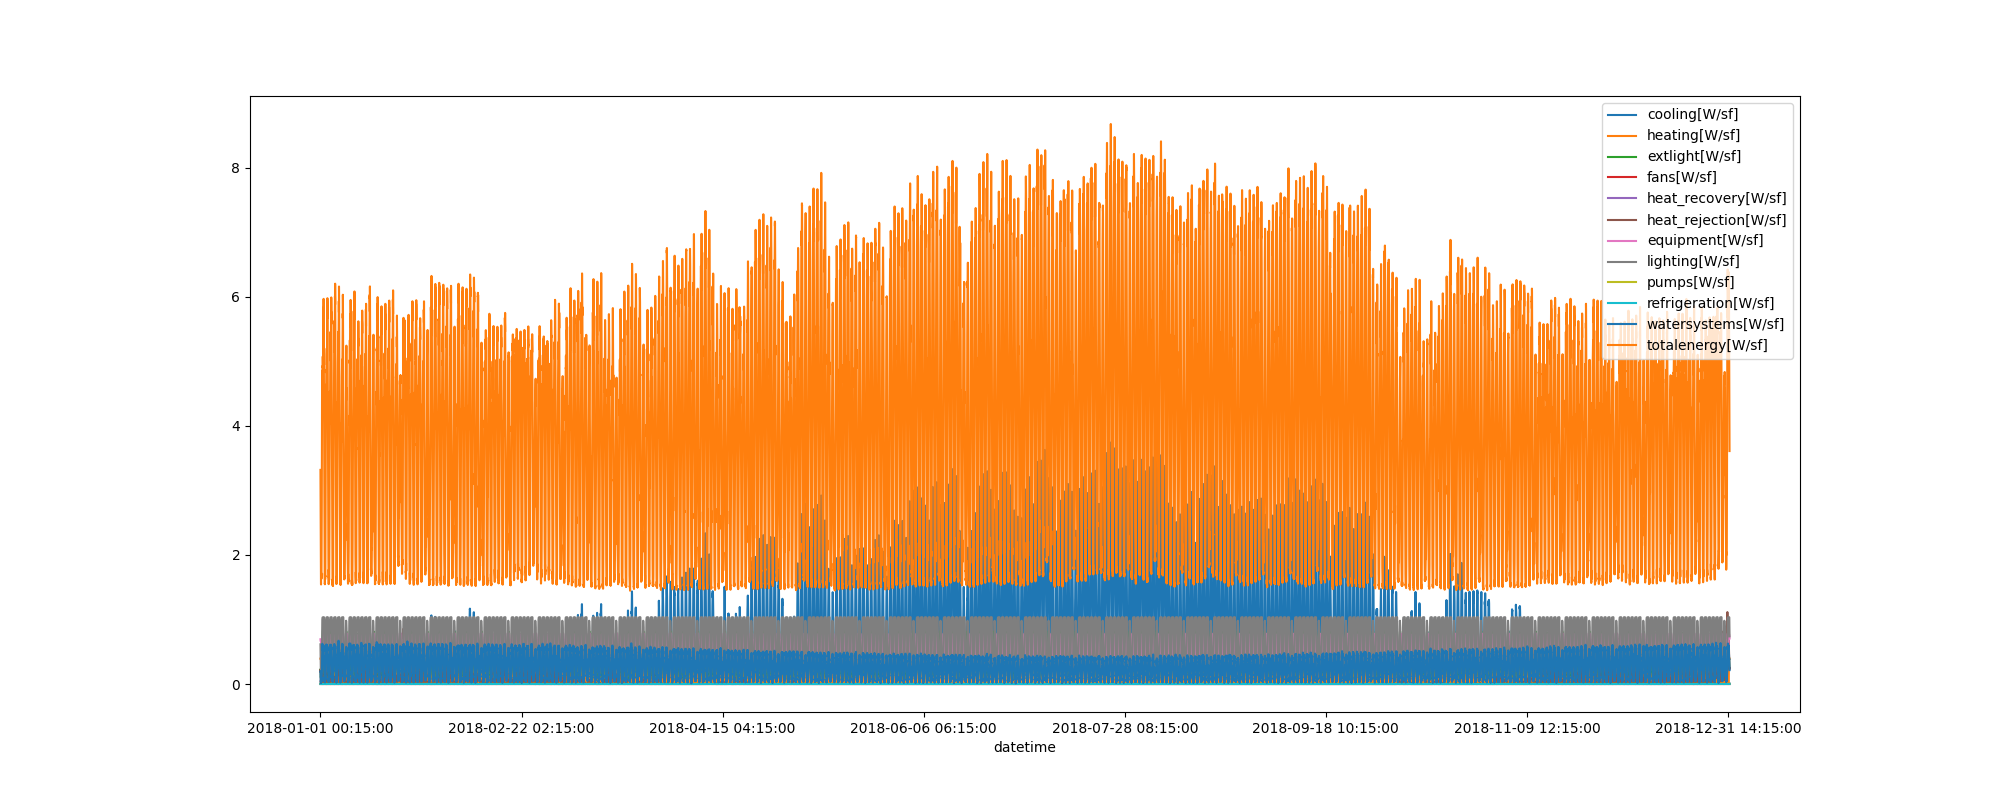 cooling[W/sf]
heating[W/sf]
extlight[W/sf]
fans[W/sf]
heat_recovery[W/sf]
heat_rejection[W/sf]
equipment[W/sf]
lighting[W/sf]
pumps[W/sf]
refrigeration[W/sf]
watersystems[W/sf]
totalenergy[W/sf]
8
6
4
2
0
2018-01-01 00:15:00 2018-02-22 02:15:00 2018-04-15 04:15:00 2018-06-06 06:15:00 2018-07-28 08:15:00 2018-09-18 10:15:00 2018-11-09 12:15:00 2018-12-31 14:15:00
datetime